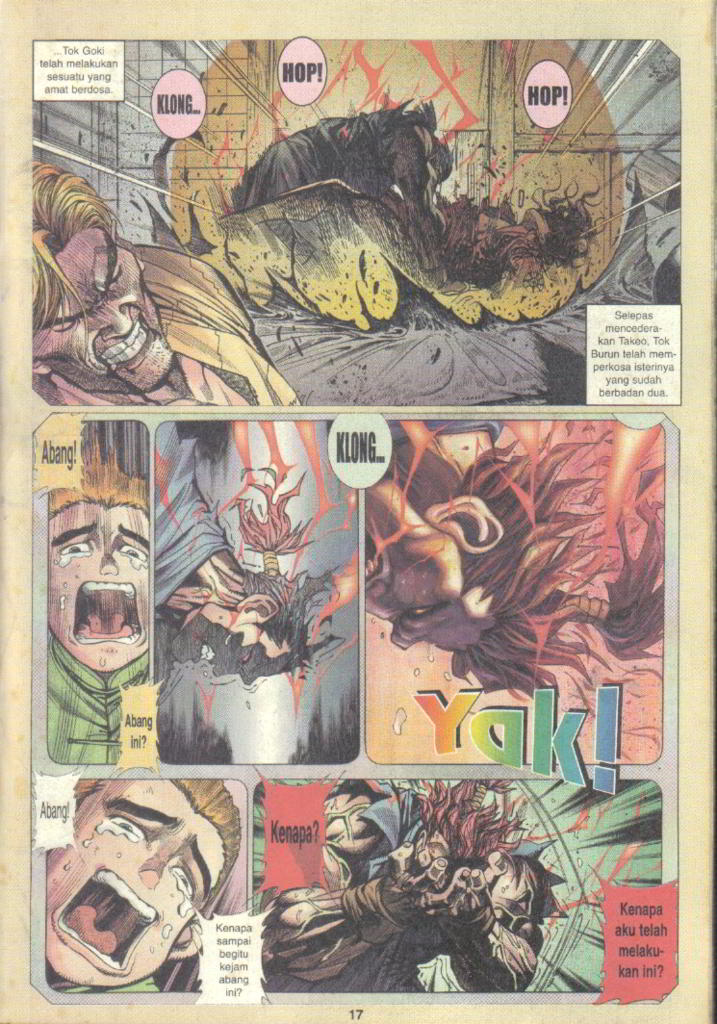 ...Tok Goki
telah melakukan
sesuatu yang
amat berdosa.
KLONG...
HOP!
HOP!
Selepas
mencedera-
kan Takeo, Tok
Burun telah mem-
perkosa isterinya
yang sudah
berbadan dua.
Abang!
Abang
ini?
KLONG...
Yak!
Abang!
Kenapa
sampai
begitu
kejam
abang
ini?
Kenapa?
Kenapa
aku telah
melaku-
kan ini?
17